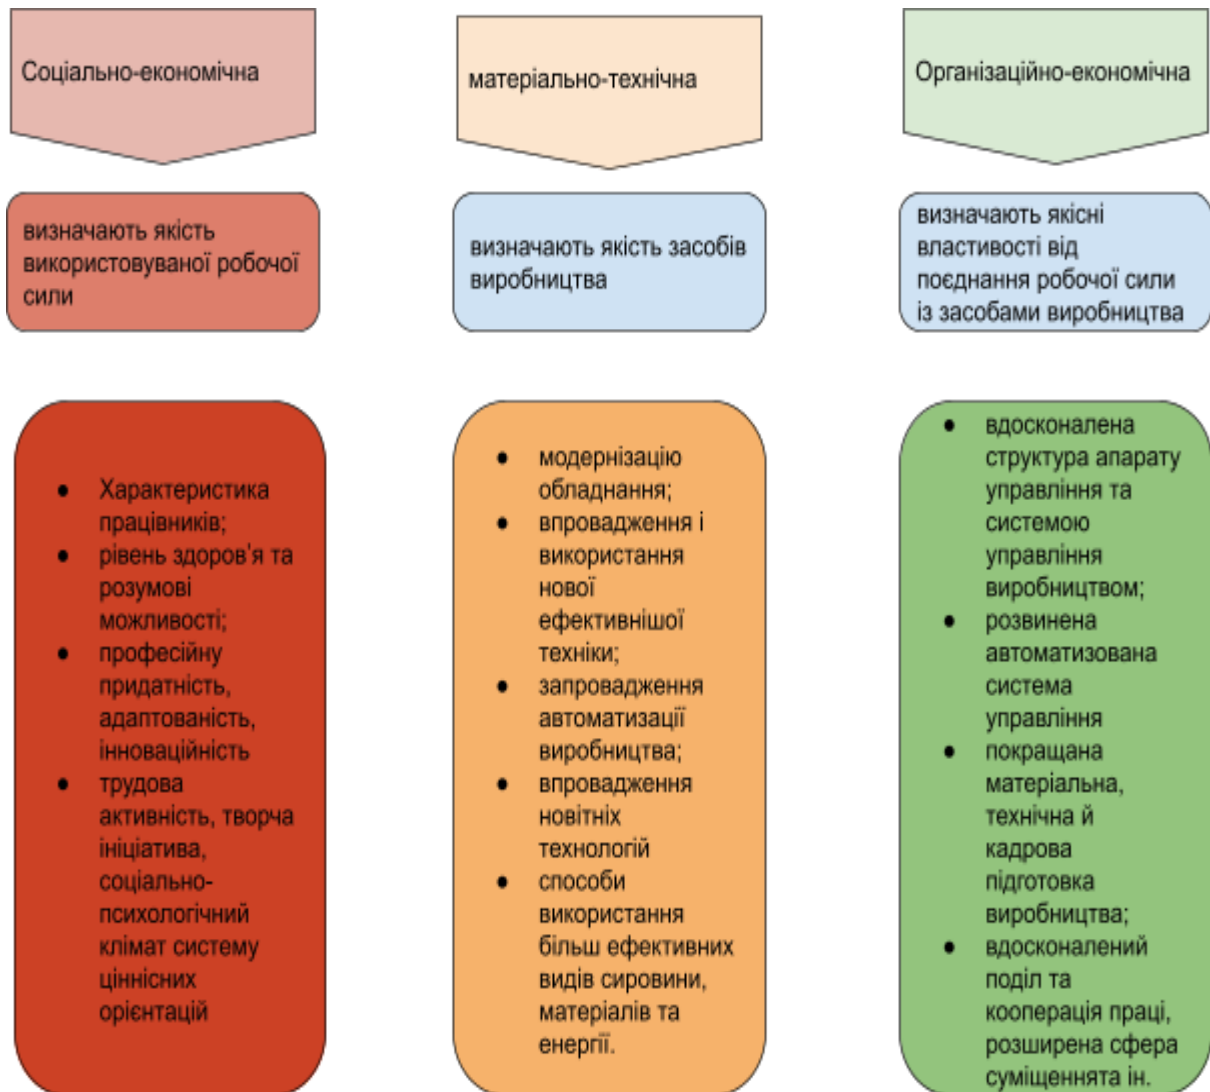 Соціально-економічна
визначають якість
використовуваної робочої
сили
● Характеристика
працівників;
● рівень здоров'я та
розумові
можливості;
● професійну
придатність,
адаптованість,
інноваційність
● трудова
активність, творча
ініціатива,
соціально-
психологічний
клімат систему
ціннісних
орієнтацій
матеріально-технічна
визначають якість засобів
виробництва
● модернізацію
обладнання;
● впровадження і
використання
нової
ефективнішої
техніки;
● запровадження
автоматизації
виробництва;
● впровадження
новітніх
технологій
● способи
використання
більш ефективних
видів сировини,
матеріалів та
енергії.
Організаційно-економічна
визначають якісні
властивості від
поєднання робочої сили
із засобами виробництва
● вдосконалена
структура апарату
управління та
системою
управління
виробництвом;
● розвинена
автоматизована
система
управління
● покращана
матеріальна,
технічна й
кадрова
підготовка
виробництва;
● вдосконалений
поділ та
кооперація праці,
розширена сфера
суміщеннята ін.